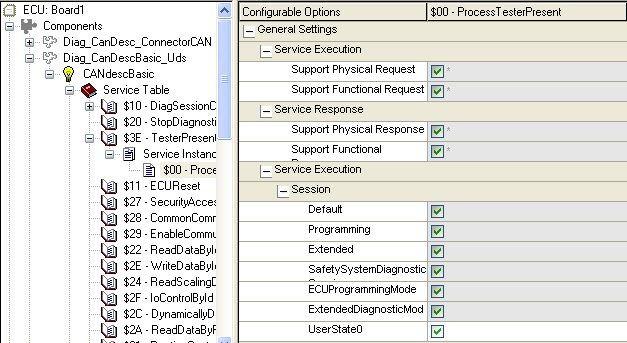 ECU: Board1
Components
Diag_CanDesc_ConnectorCAN
Diag_CanDescBasic_Uds
CANdescBasic
Service Table
$10 - DiagSessionC
$20 - StopDiagnosti
$3E - TesterPresent
Service Instanc
$00 - Proce
$11 - ECUReset
$27 - SecurityAcces
$28 - CommonComm
$29 - EnableCommu
$22 - ReadDataById
$2E - WriteDataById
$24 - ReadScalingD
$2F - IoControlById
$2C - DynamicallyD
$2A - ReadDataByF
Configurable Options
$00 - ProcessTesterPresent
General Settings
Service Execution
Support Physical Request
*
Support Functional Request
*
Service Response
Support Physical Response
*
Support Functional
*
Service Execution
Session
Default
Programming
Extended
SafetySystemDiagnostic
ECUProgrammingMode
ExtendedDiagnosticMod
UserState0